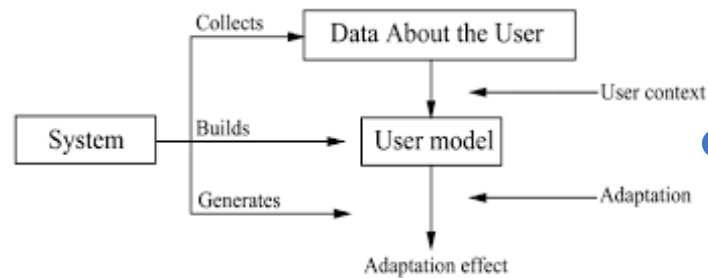 Collects
Data About the User
User context
System
Builds
User model
Generates
Adaptation
Adaptation effect